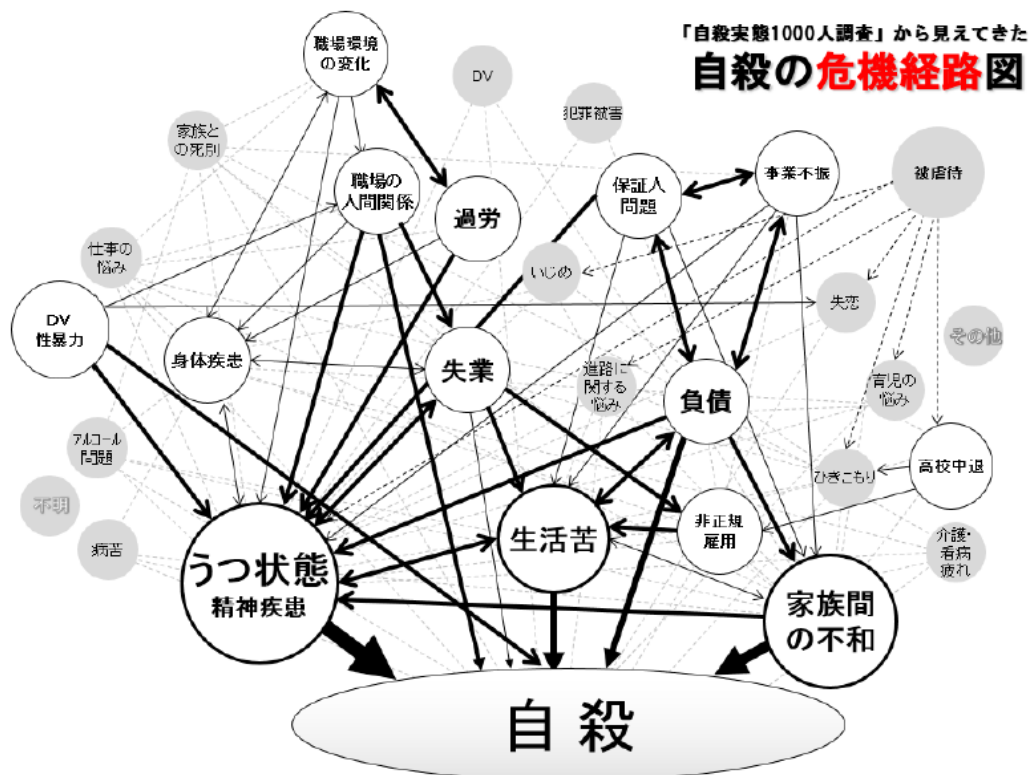 「自殺実態1000人調査」から見えてきた
自殺の危機経路図
職場環境
の変化
DV
犯罪被害
家族と
の死別
職場の
人間関係
過労
保証人
問題
事業不振
被虐待
仕事の
悩み
いじめ
失恋
DV
性暴力
その他
身体疾患
失業
進路に
関する
悩み
負債
育児の
悩み
アルコール
問題
高校中退
ひきこもり
不明
病苦
うつ状態
精神疾患
生活苦
非正規
雇用
介護・
看病
疲れ
家族間
の不和
自殺